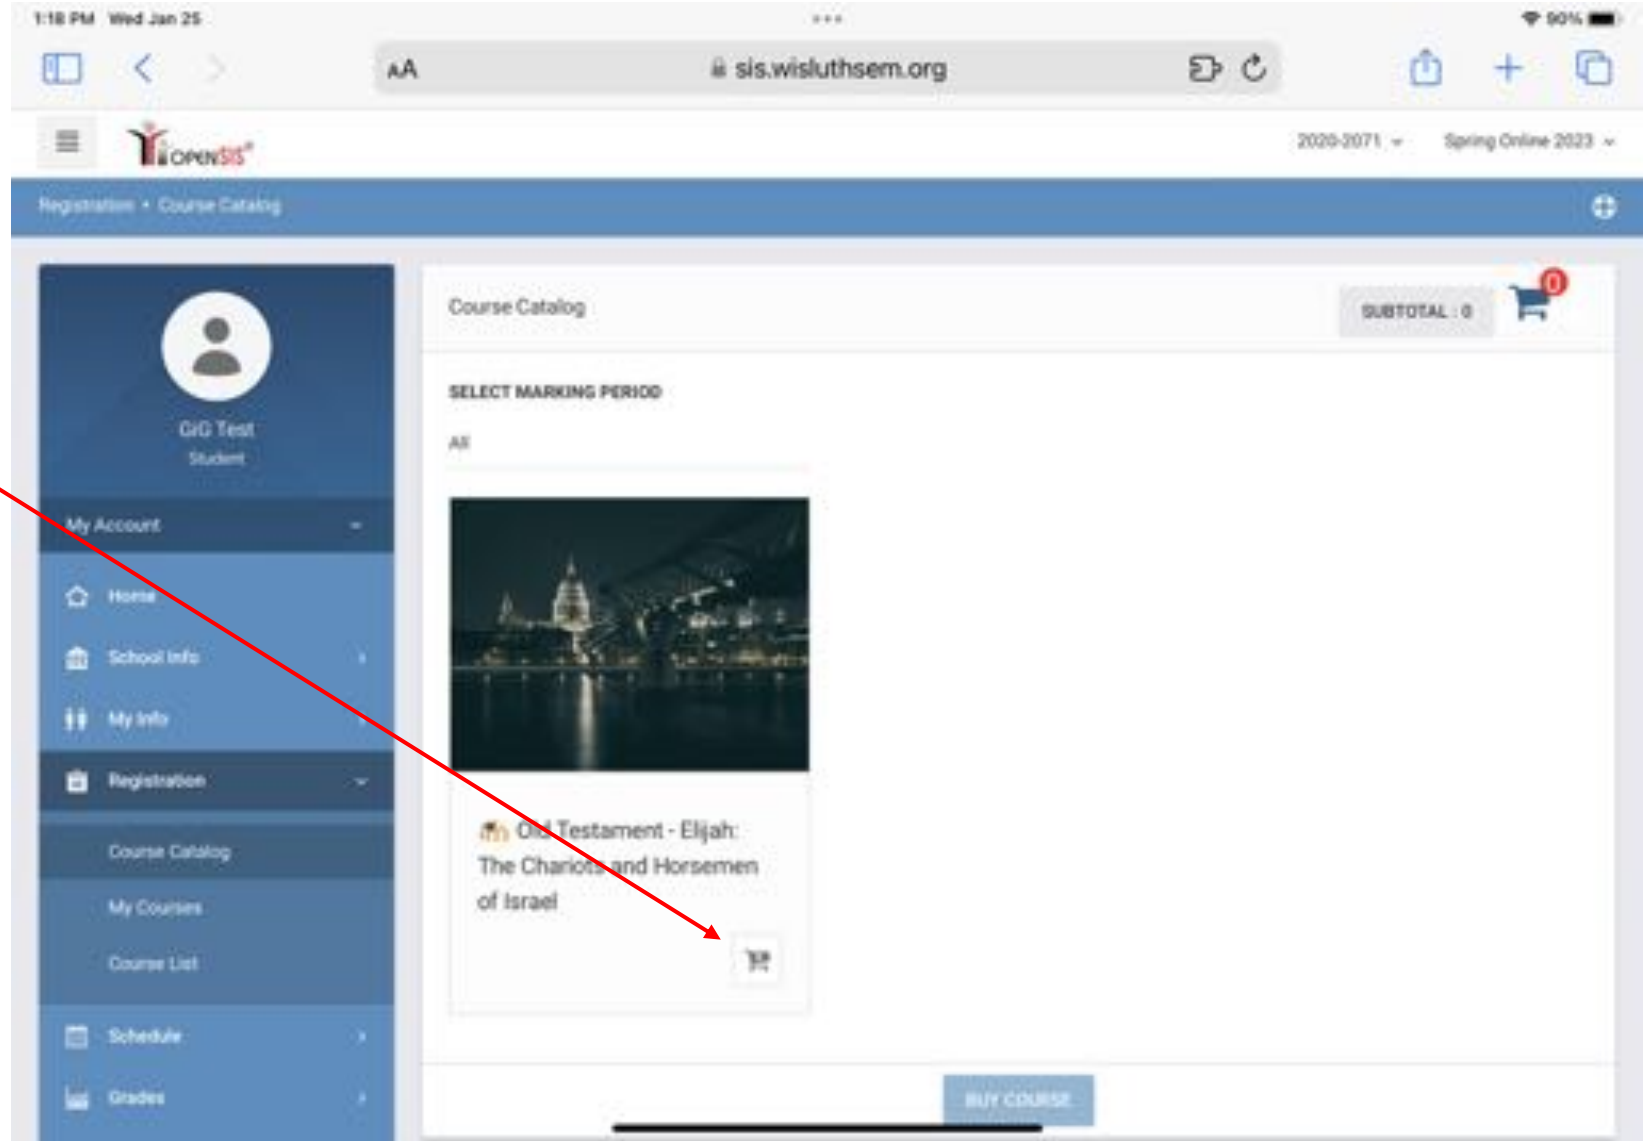 1:18 PM Wed Jan 25
90%
AA
sis.wisluthsem.org
OPENSIS®
2020-2071
Spring Online 2023
Registration • Course Catalog
GiG Test
Student
My Account
Home
School Info
My Info
Registration
Course Catalog
My Courses
Course List
Schedule
Grades
Course Catalog
SUBTOTAL : 0
0
SELECT MARKING PERIOD
All
Old Testament - Elijah:
The Chariots and Horsemen
of Israel
BUY COURSE